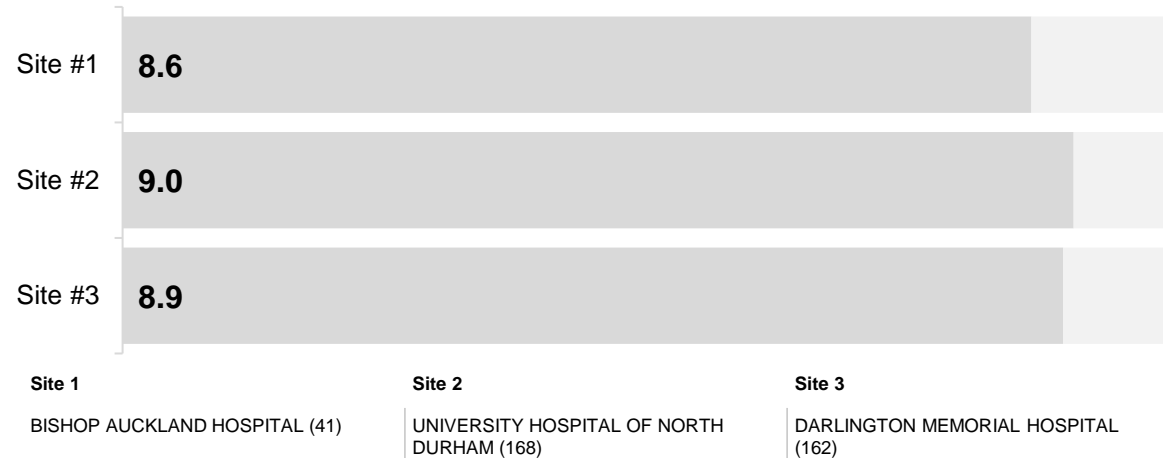 Site #1
8.6
Site #2
9.0
Site #3
8.9
Site 1
BISHOP AUCKLAND HOSPITAL (41)
Site 2
UNIVERSITY HOSPITAL OF NORTH
DURHAM (168)
Site 3
DARLINGTON MEMORIAL HOSPITAL
(162)